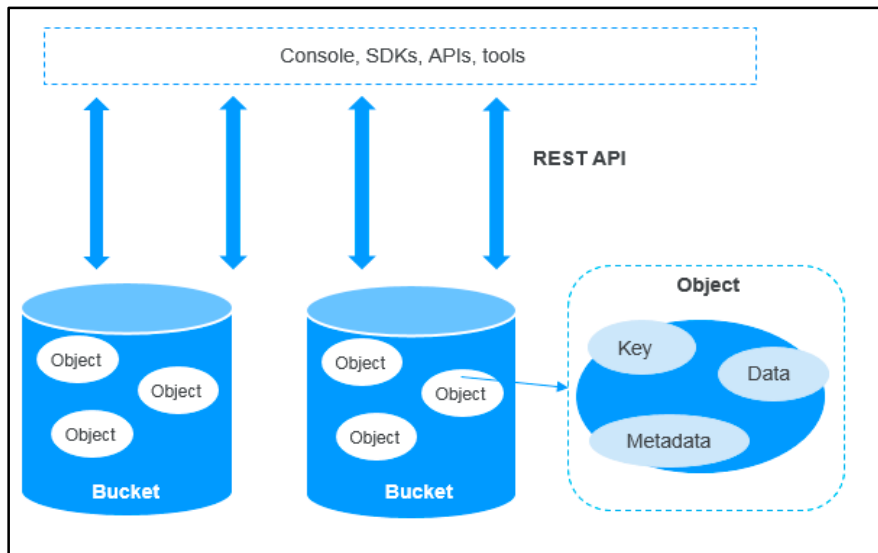 Console, SDKs, APIs, tools
REST API
Object
Object
Object
Bucket
Object
Object
Object
Bucket
Object
Key
Data
Metadata